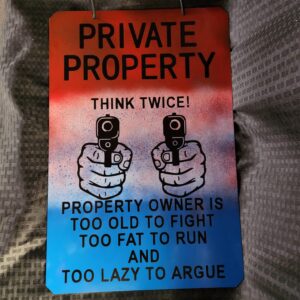 PRIVATE
PROPERTY
THINK TWICE!
PROPERTY OWNER IS
TOO OLD TO FIGHT
TOO FAT TO RUN
AND
TOO LAZY TO ARGUE